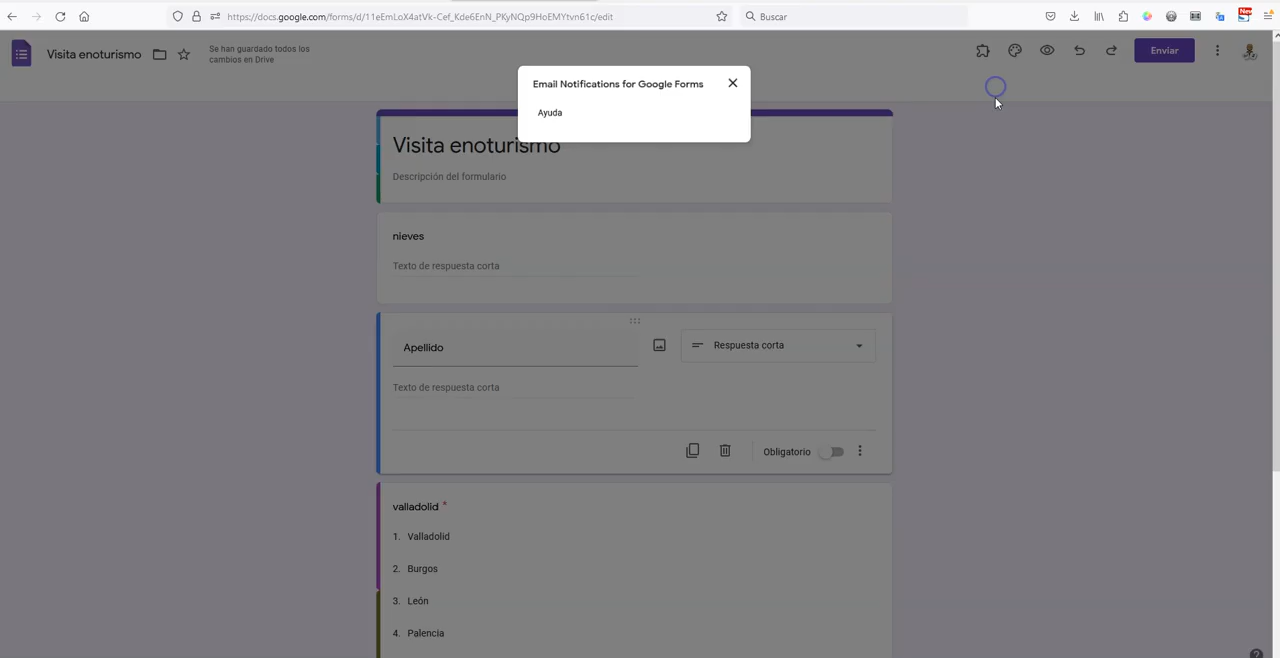 https://docs.google.com/forms/d/11eEmLoX4atVk-Cef_Kde6EnN_PKyNQp9HoEMYtvn61c/edit
Buscar
New
Visita enoturismo
Se han guardado todos los
cambios en Drive
Enviar
Email Notifications for Google Forms
Ayuda
Visita enoturismo
Descripción del formulario
nieves
Texto de respuesta corta
Apellido
Respuesta corta
Texto de respuesta corta
Obligatorio
valladolid *
1. Valladolid
2. Burgos
3. León
4. Palencia